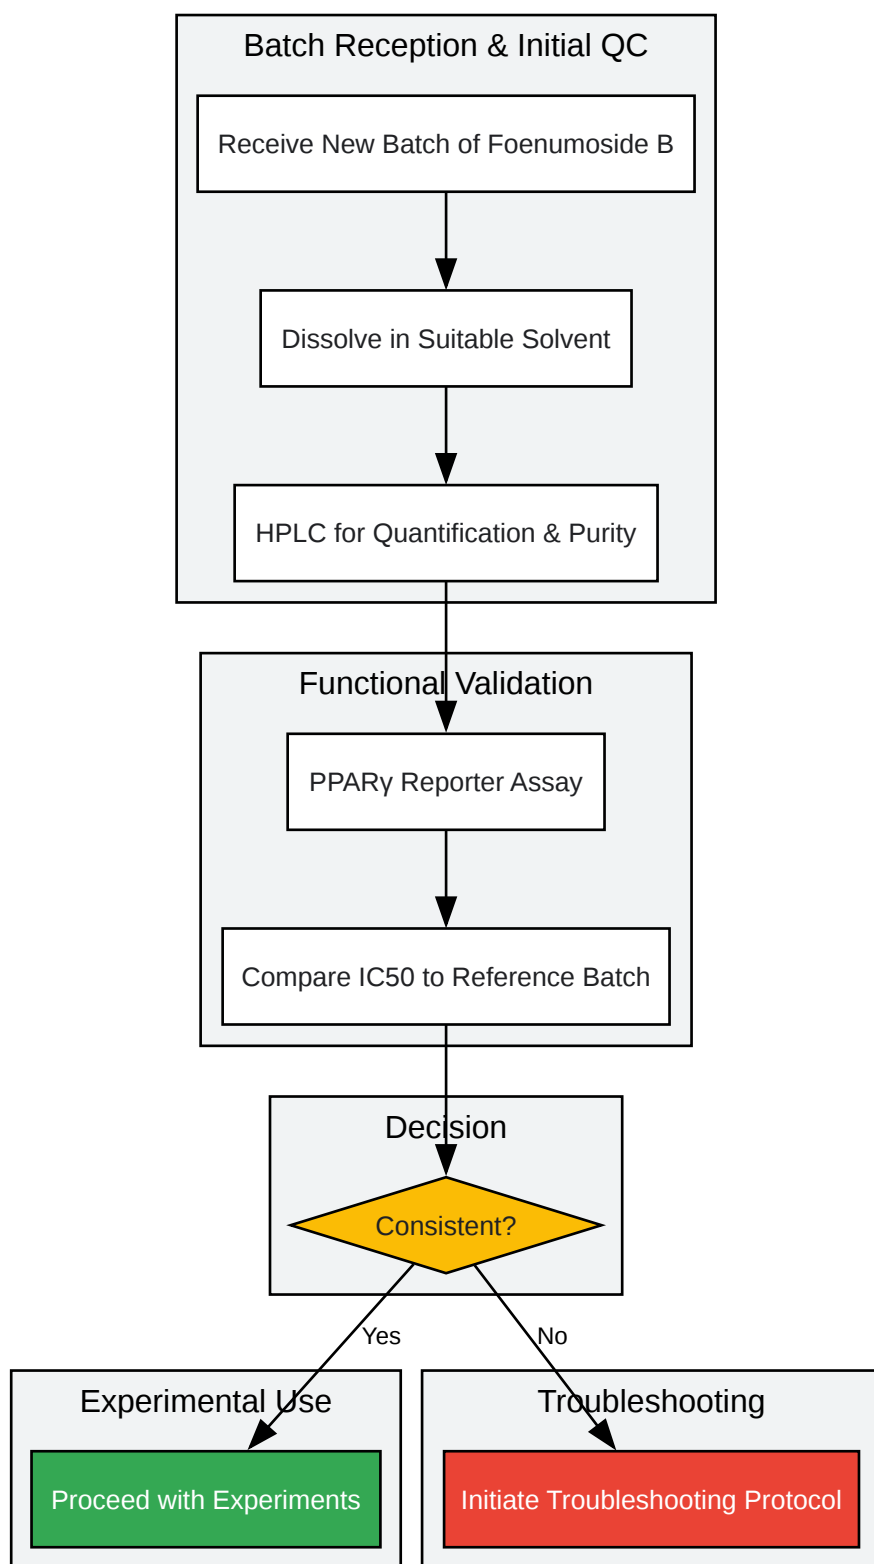 Batch Reception & Initial QC
Receive New Batch of Foenumoside B
Dissolve in Suitable Solvent
HPLC for Quantification & Purity
Functional Validation
PPARγ Reporter Assay
Compare IC50 to Reference Batch
Decision
Consistent?
Yes
No
Experimental Use
Troubleshooting
Proceed with Experiments
Initiate Troubleshooting Protocol